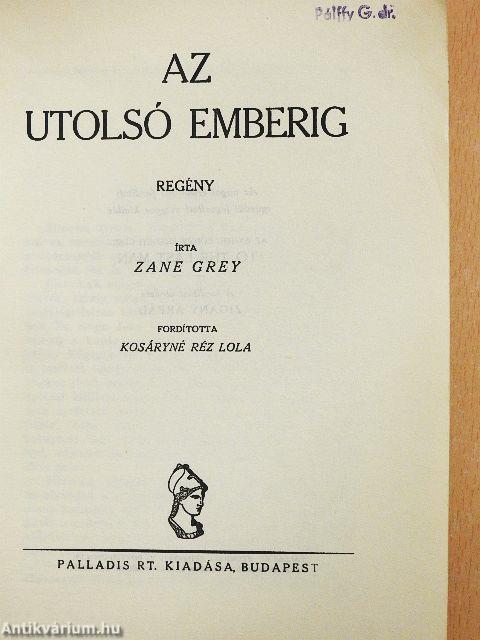 Pálffy G. dr.
AZ
UTOLSÓ EMBERIG
REGÉNY
ÍRTA
ZANE GREY
FORDÍTOTTA
KOSÁRYNÉ RÉZ LOLA
PALLADIS RT. KIADÁSA, BUDAPEST
Antikvárium.hu